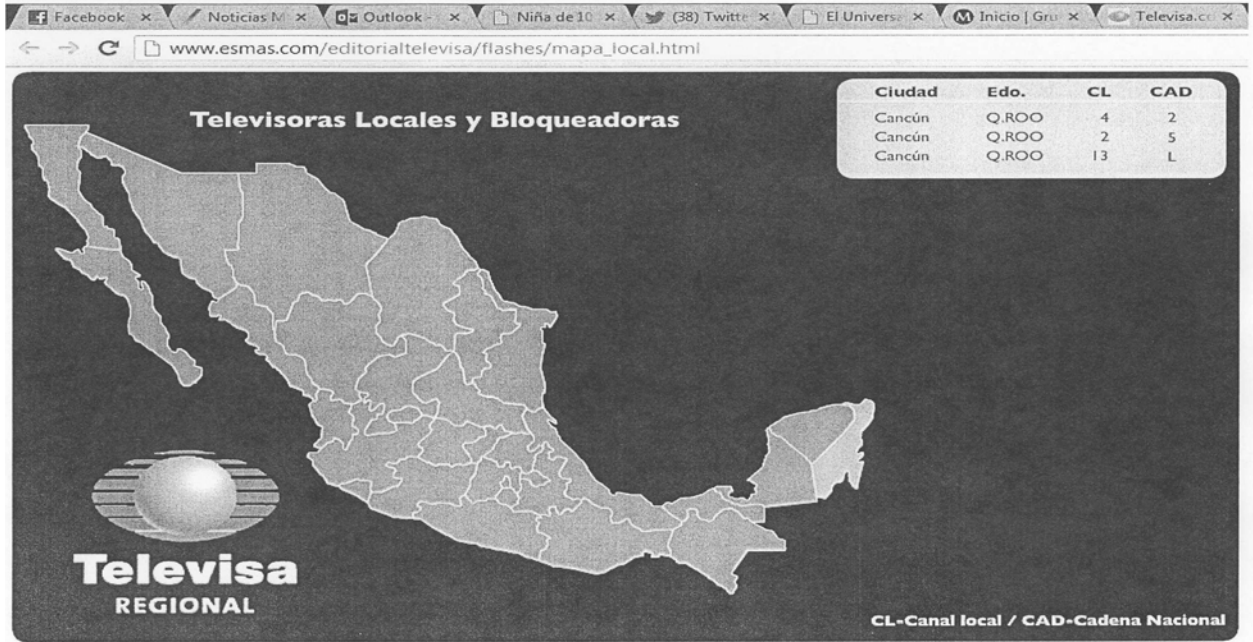 Facebook Noticias M Outlook - Niña de 10 (38) Twitte El Universa Inicio | Gru Televisa.co
www.esmas.com/editorialtelevisa/flashes/mapa_local.html
Televisoras Locales y Bloqueadoras
Ciudad Edo. CL CAD
Cancún Q.ROO 4 2
Cancún Q.ROO 2 5
Cancún Q.ROO 13 L
Televisa
REGIONAL
CL-Canal local / CAD-Cadena Nacional